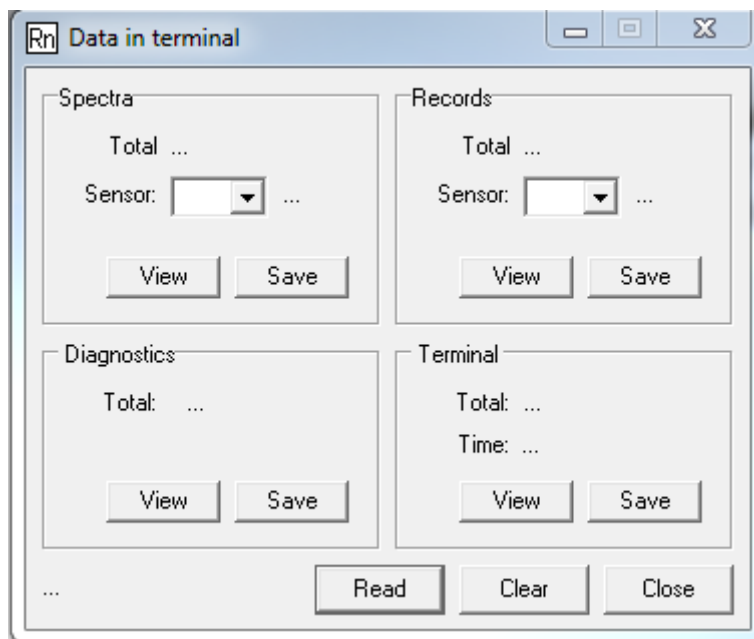 Rn Data in terminal
Spectra
Total ...
Sensor: ...
View Save
Records
Total ...
Sensor: ...
View Save
Diagnostics
Total: ...
View Save
Terminal
Total: ...
Time: ...
View Save
... Read Clear Close